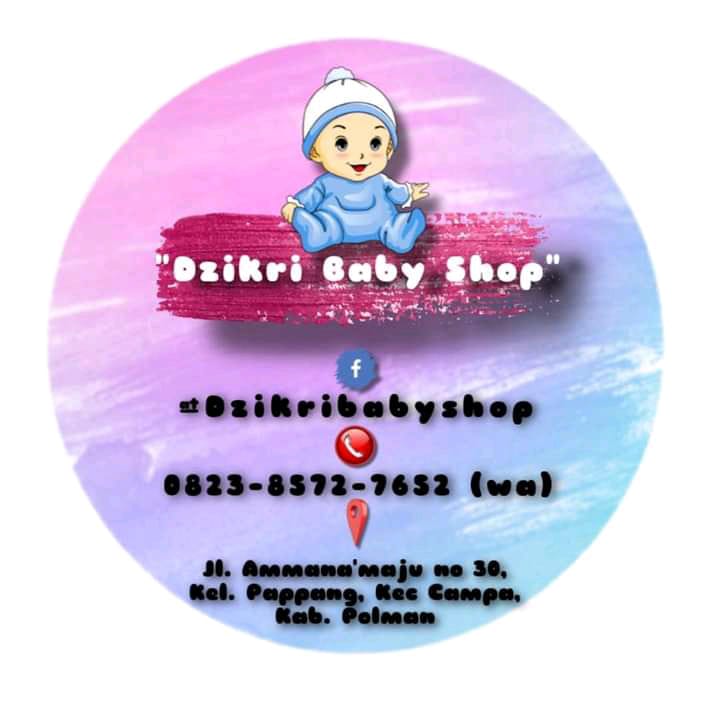 "Dzikri Baby Shop"
f
at Dzikribabyshop
0823-8572-7652 (wa)
Jl. Ammana'maju no 30,
Kel. Pappang, Kec Campa,
Kab. Polman